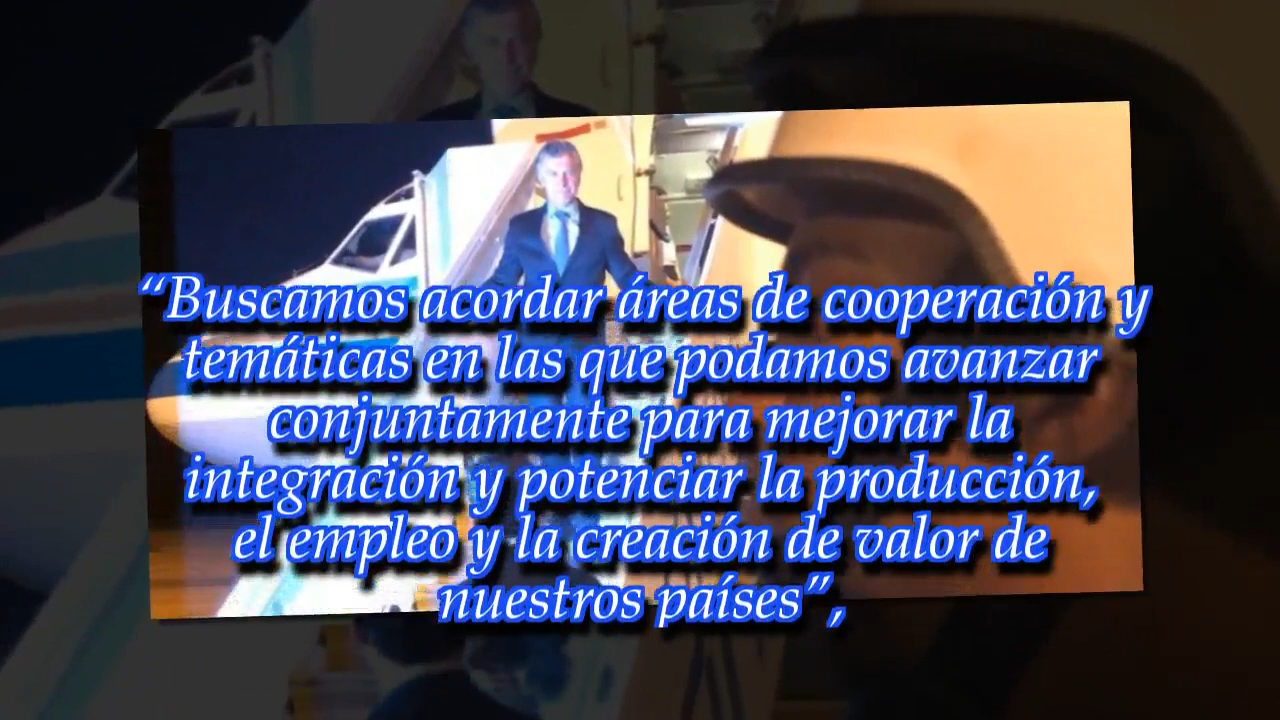 “Buscamos acordar áreas de cooperación y
temáticas en las que podamos avanzar
conjuntamente para mejorar la
integración y potenciar la producción,
el empleo y la creación de valor de
nuestros países”,